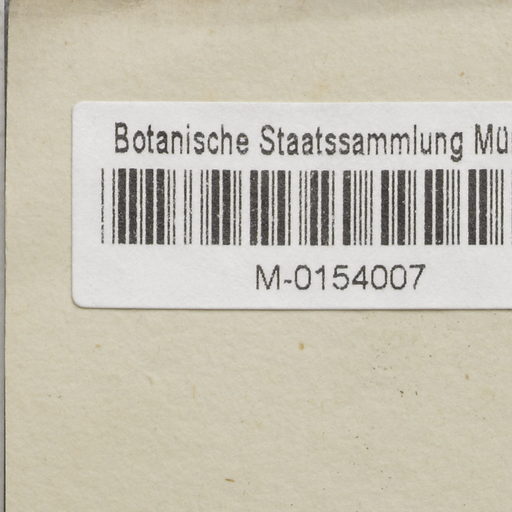 Botanische Staatssammlung Mü
M-0154007